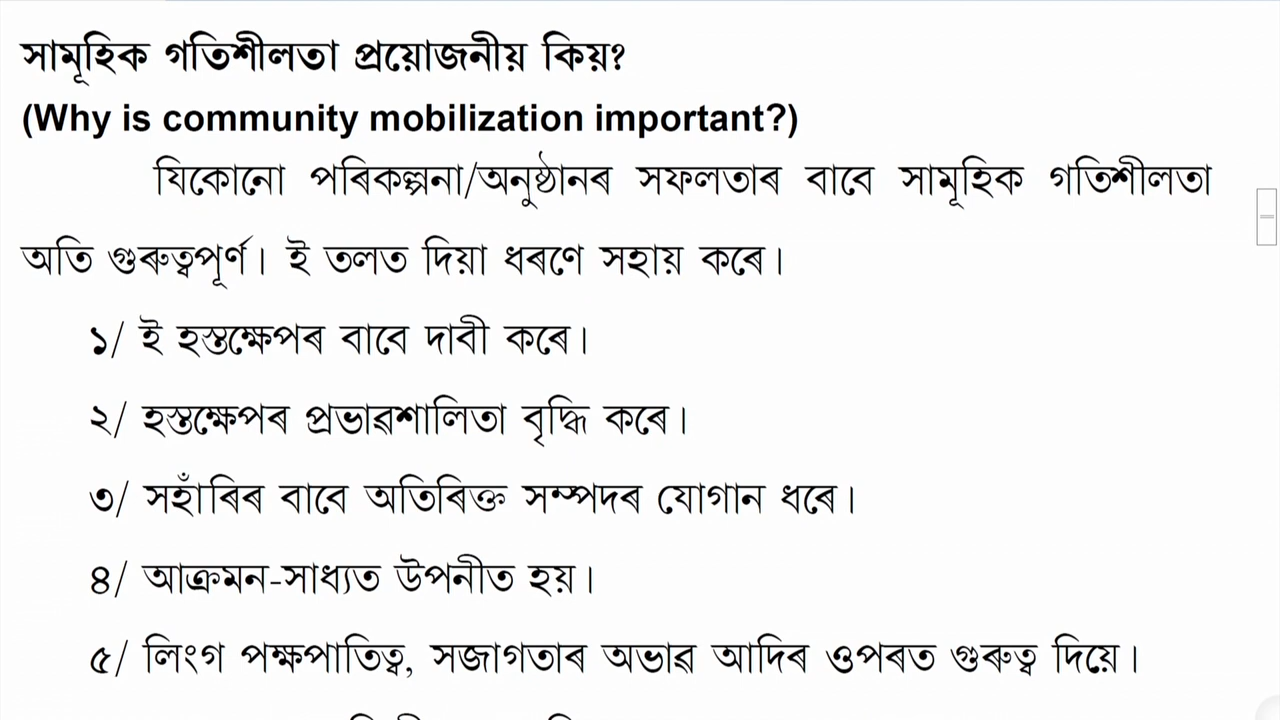 সামূহিক গতিশীলতা প্ৰয়োজনীয় কিয়?
(Why is community mobilization important?)
যিকোনো পৰিকল্পনা/অনুষ্ঠানৰ সফলতাৰ বাবে সামূহিক গতিশীলতা
অতি গুৰুত্বপূৰ্ণ। ই তলত দিয়া ধৰণে সহায় কৰে।
১/ ই হস্তক্ষেপৰ বাবে দাবী কৰে।
২/ হস্তক্ষেপৰ প্ৰভাৱশালিতা বৃদ্ধি কৰে।
৩/ সহাঁৰিৰ বাবে অতিৰিক্ত সম্পদৰ যোগান ধৰে।
৪/ আক্ৰমন-সাধ্যত উপনীত হয়।
৫/ লিংগ পক্ষপাতিত্ব, সজাগতাৰ অভাৱ আদিৰ ওপৰত গুৰুত্ব দিয়ে।